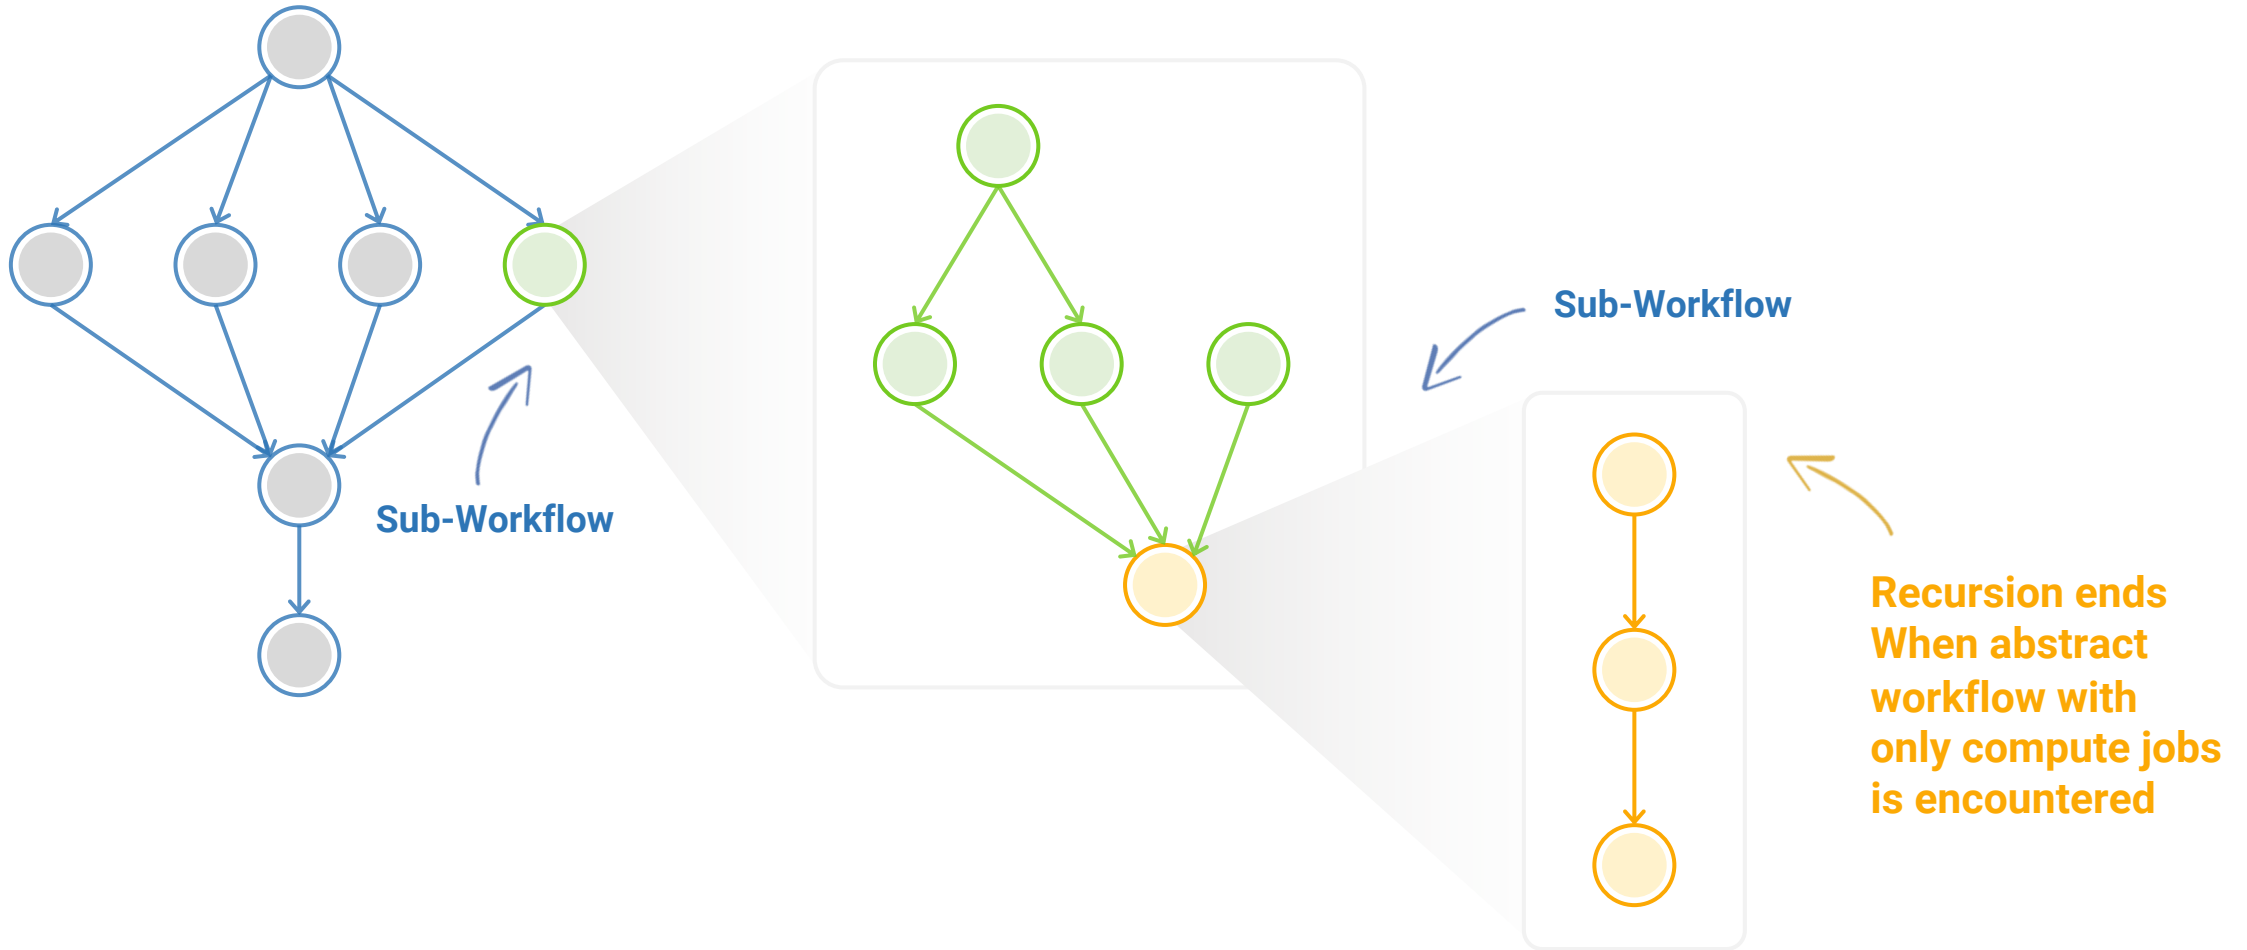 Sub-Workflow
Sub-Workflow
Recursion ends
When abstract
workflow with
only compute jobs
is encountered